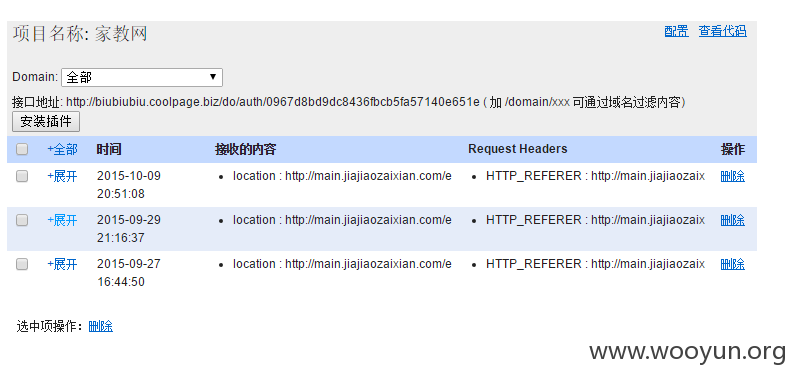 项目名称: 家教网
配置 查看代码
Domain: 全部
接口地址: http://biubiubiu.coolpage.biz/do/auth/0967d8bd9dc8436fbcb5fa57140e651e ( 加 /domain/xxx 可通过域名过滤内容)
安装插件
+全部 时间 接收的内容 Request Headers 操作
+展开 2015-10-09 20:51:08 location : http://main.jiajiaozaixian.com/e HTTP_REFERER : http://main.jiajiaozaix 删除
+展开 2015-09-29 21:16:37 location : http://main.jiajiaozaixian.com/e HTTP_REFERER : http://main.jiajiaozaix 删除
+展开 2015-09-27 16:44:50 location : http://main.jiajiaozaixian.com/e HTTP_REFERER : http://main.jiajiaozaix 删除
选中项操作: 删除
www.wooyun.org